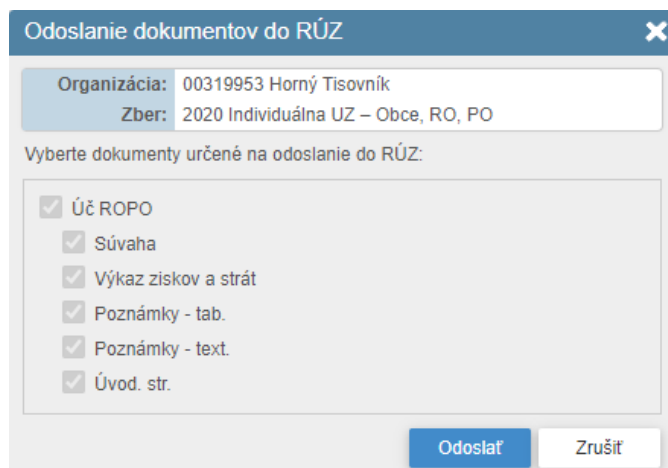 Odoslanie dokumentov do RÚZ
Organizácia: 00319953 Horný Tisovník
Zber: 2020 Individuálna UZ – Obce, RO, PO
Vyberte dokumenty určené na odoslanie do RÚZ:
Úč ROPO
Súvaha
Výkaz ziskov a strát
Poznámky - tab.
Poznámky - text.
Úvod. str.
Odoslať Zrušiť